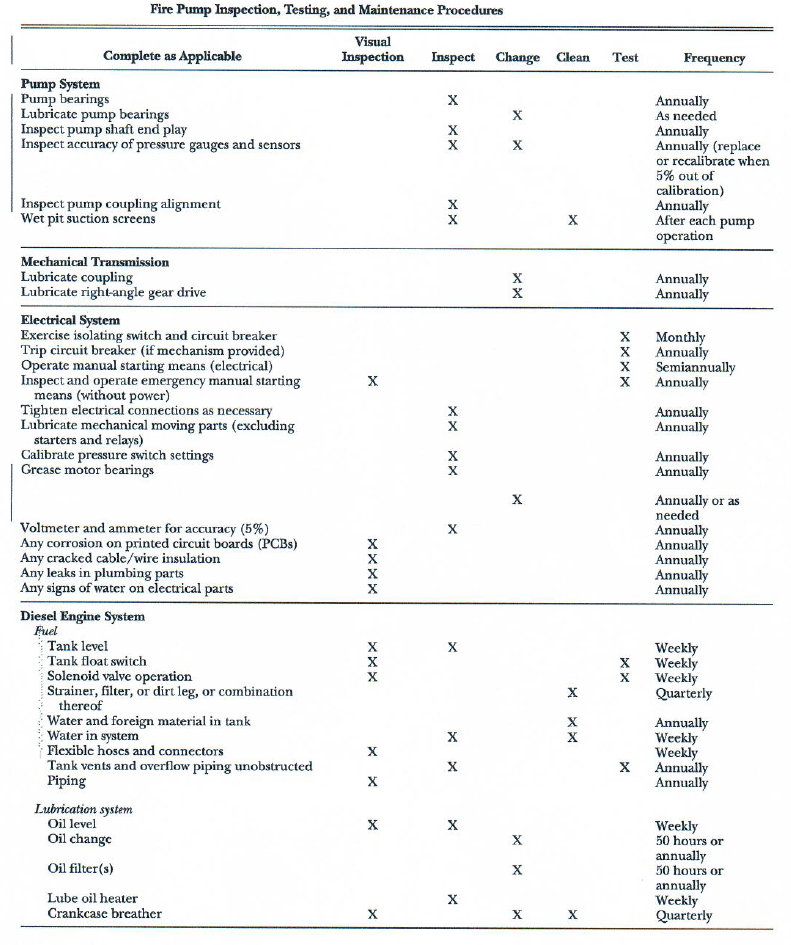 Fire Pump Inspection, Testing, and Maintenance Procedures
Visual
Complete as Applicable Inspection Inspect Change Clean Test Frequency
Pump System
Pump bearings X Annually
Lubricate pump bearings X As needed
Inspect pump shaft end play X Annually
Inspect accuracy of pressure gauges and sensors X X Annually (replace
or recalibrate when
5% out of
calibration)
Inspect pump coupling alignment X Annually
Wet pit suction screens X X After each pump
operation
Mechanical Transmission
Lubricate coupling X Annually
Lubricate right-angle gear drive X Annually
Electrical System
Exercise isolating switch and circuit breaker X Monthly
Trip circuit breaker (if mechanism provided) X Annually
Operate manual starting means (electrical) X Semiannually
Inspect and operate emergency manual starting X X Annually
means (without power)
Tighten electrical connections as necessary X Annually
Lubricate mechanical moving parts (excluding X Annually
starters and relays)
Calibrate pressure switch settings X Annually
Grease motor bearings X Annually
X Annually or as
needed
Voltmeter and ammeter for accuracy (5%) X Annually
Any corrosion on printed circuit boards (PCBs) X Annually
Any cracked cable/wire insulation X Annually
Any leaks in plumbing parts X Annually
Any signs of water on electrical parts X Annually
Diesel Engine System
Fuel
Tank level X X Weekly
Tank float switch X X Weekly
Solenoid valve operation X X Weekly
Strainer, filter, or dirt leg, or combination X Quarterly
thereof
Water and foreign material in tank X Annually
Water in system X X Weekly
Flexible hoses and connectors X Weekly
Tank vents and overflow piping unobstructed X X Annually
Piping X Annually
Lubrication system
Oil level X X Weekly
Oil change X 50 hours or
annually
Oil filter(s) X 50 hours or
annually
Lube oil heater X Weekly
Crankcase breather X X X Quarterly